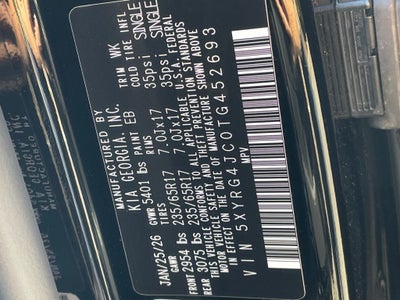 MANUFACTURED BY
KIA GEORGIA, INC.
JAN/25/26 PAINT EB TRIM WK
GVWR 5401 lbs
GAWR TIRES RIMS COLD TIRE INFL
FRONT 2954 lbs 235/65R17 7.0Jx17 35psi SINGLE
REAR 3075 lbs 235/65R17 7.0Jx17 35psi SINGLE
THIS VEHICLE CONFORMS TO ALL APPLICABLE U.S.A. FEDERAL
MOTOR VEHICLE SAFETY AND THEFT PREVENTION STANDARDS
IN EFFECT ON THE DATE OF MANUFACTURE SHOWN ABOVE
VIN 5XYRG4JC0TG452693
MPV